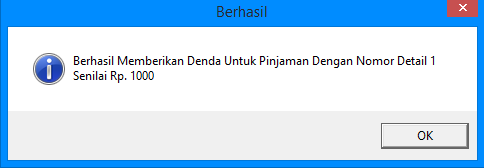 Berhasil
Berhasil Memberikan Denda Untuk Pinjaman Dengan Nomor Detail 1
Senilai Rp. 1000
OK